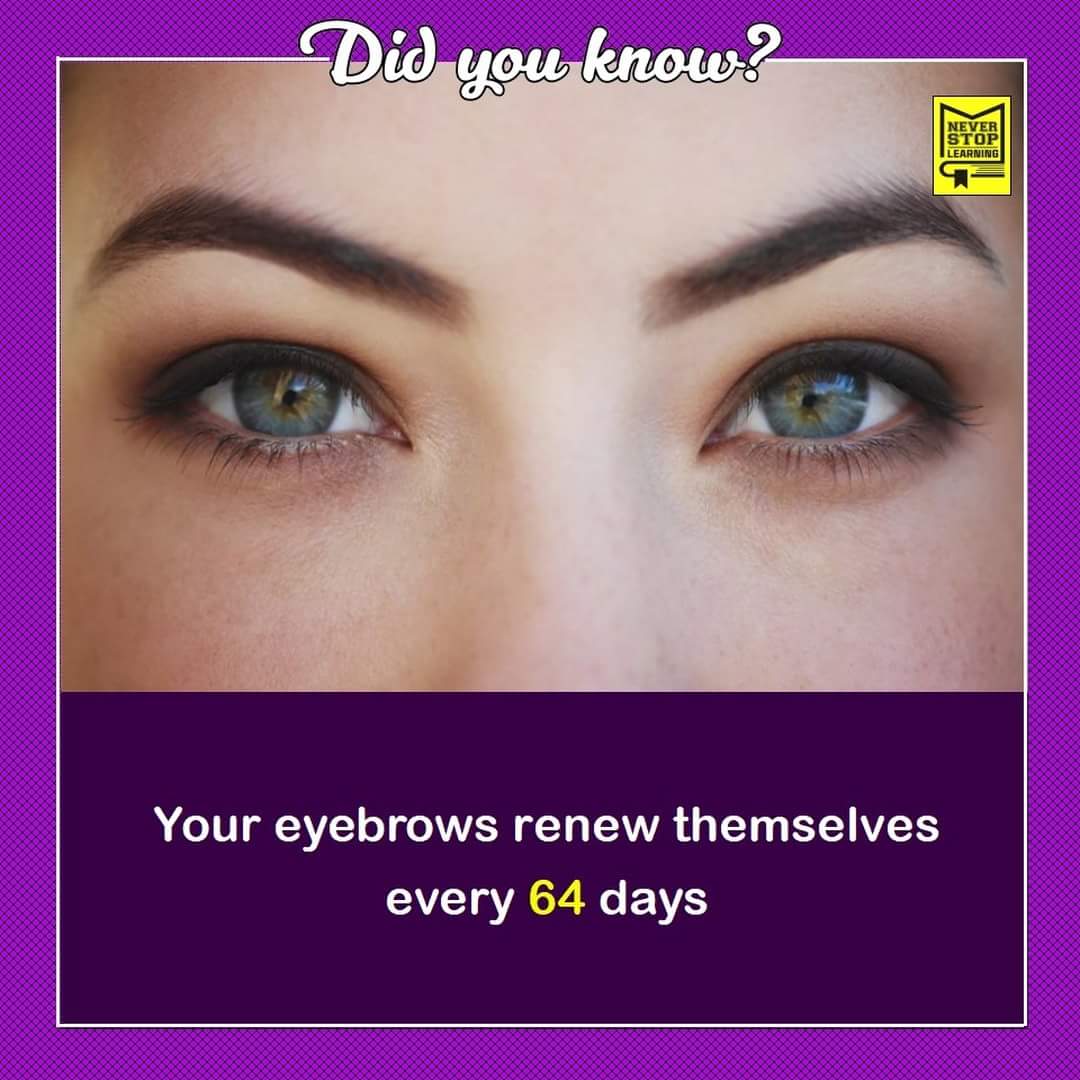 Did you know?
NEVER
STOP
LEARNING
Your eyebrows renew themselves
every 64 days